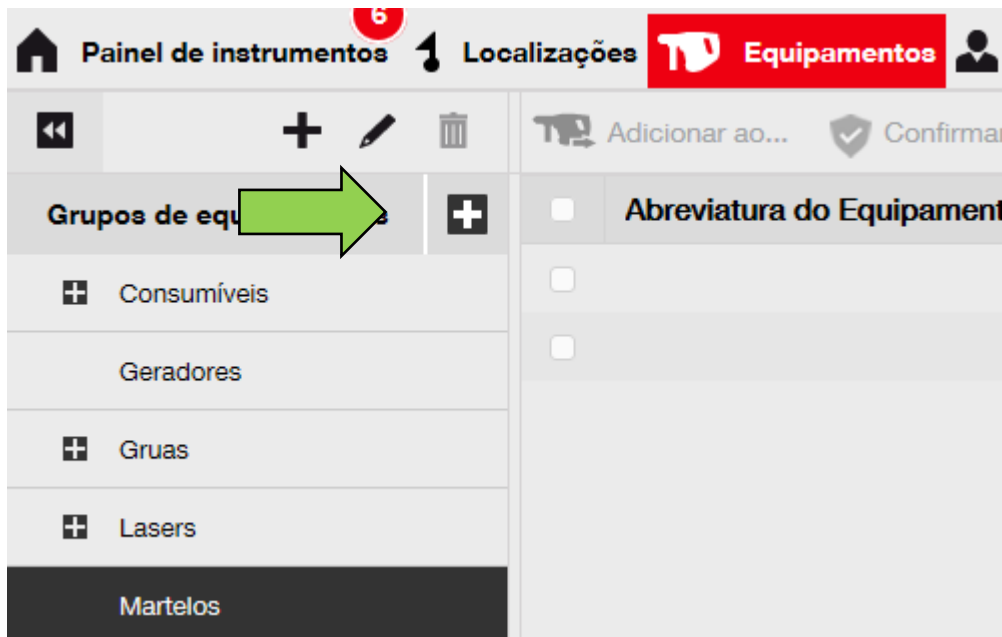 6
Painel de instrumentos Localizações Equipamentos
Adicionar ao... Confirmar
Grupos de
Abreviatura do Equipament
Consumíveis
Geradores
Gruas
Lasers
Martelos